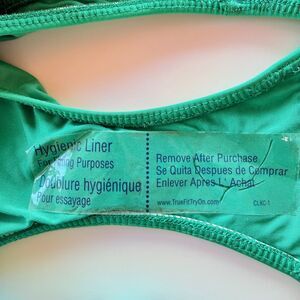 Hygienic Liner
For Fitting Purposes
Doublure hygiénique
Pour essayage
Remove After Purchase
Se Quita Despues de Comprar
Enlever Apres L' Achat
www.TrueFitTryOn.com
CLKC-1